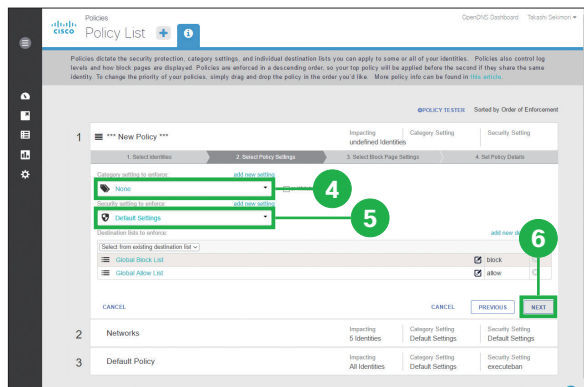 Policies
OpenDNS Dashboard Takashi Sekimon
cisco
Policy List
Policies dictate the security protection, category settings, and individual destination lists you can apply to some or all of your identities. Policies also control log
levels and how block pages are displayed. Policies are enforced in a descending order, so your top policy will be applied before the second if they share the same
identity. To change the priority of your policies, simply drag and drop the policy in the order you'd like. More policy info can be found in this article.
POLICY TESTER Sorted by Order of Enforcement
1 *** New Policy *** Impacting Category Setting Security Setting
undefined Identities
1. Select Identities 2. Select Policy Settings 3. Select Block Page Settings 4. Set Policy Details
Category setting to enforce: add new setting
None
4
Security setting to enforce: add new setting
Default Settings
5
Destination lists to enforce: add new
6
Select from existing destination list
Global Block List block
Global Allow List allow
CANCEL CANCEL PREVIOUS NEXT
2 Networks Impacting Category Setting Security Setting
5 Identities Default Settings Default Settings
3 Default Policy Impacting Category Setting Security Setting
All Identities Default Settings executeban